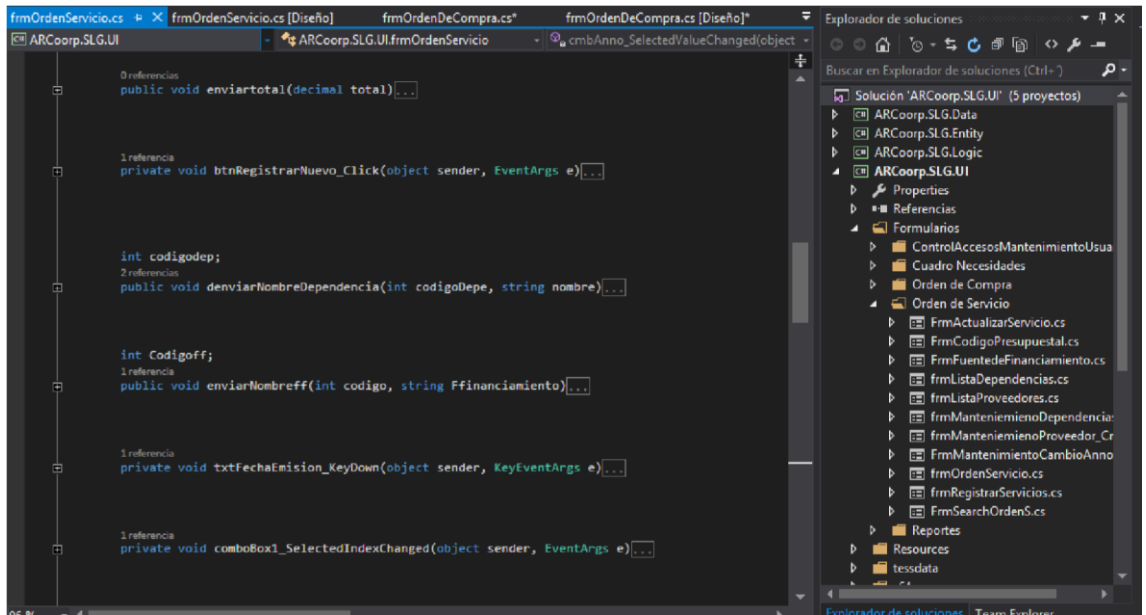 frmOrdenServicio.cs
frmOrdenServicio.cs [Diseño]
frmOrdenDeCompra.cs*
frmOrdenDeCompra.cs [Diseño]*
ARCoorp.SLG.UI
ARCoorp.SLG.UI.frmOrdenServicio
cmbAnno_SelectedValueChanged(object
0 referencias
public void enviartotal(decimal total)...
1 referencia
private void btnRegistrarNuevo_Click(object sender, EventArgs e)...
int codigodep;
2 referencias
public void denviarNombreDependencia(int codigoDepe, string nombre)...
int Codigoff;
1 referencia
public void enviarNombreff(int codigo, string Ffinanciamiento)...
1 referencia
private void txtFechaEmision_KeyDown(object sender, KeyEventArgs e)...
1 referencia
private void comboBox1_SelectedIndexChanged(object sender, EventArgs e)...
Explorador de soluciones
Buscar en Explorador de soluciones (Ctrl+´)
Solución 'ARCoorp.SLG.UI' (5 proyectos)
C# ARCoorp.SLG.Data
C# ARCoorp.SLG.Entity
C# ARCoorp.SLG.Logic
C# ARCoorp.SLG.UI
Properties
Referencias
Formularios
ControlAccesosMantenimientoUsua
Cuadro Necesidades
Orden de Compra
Orden de Servicio
FrmActualizarServicio.cs
FrmCodigoPresupuestal.cs
FrmFuentedeFinanciamiento.cs
frmListaDependencias.cs
frmListaProveedores.cs
frmManteniemienoDependencia
frmManteniemienoProveedor_Cr
FrmMantenimientoCambioAnno
frmOrdenServicio.cs
frmRegistrarServicios.cs
FrmSearchOrdenS.cs
Reportes
Resources
tessdata
Explorador de soluciones
Team Explorer